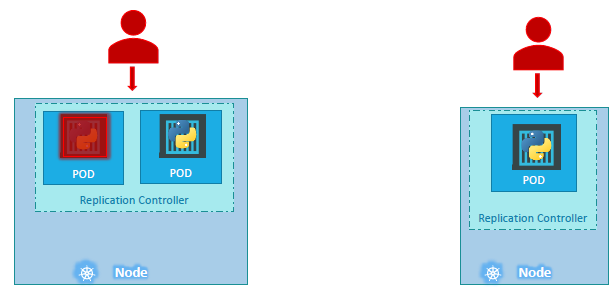 POD
POD
Replication Controller
Node
POD
Replication Controller
Node